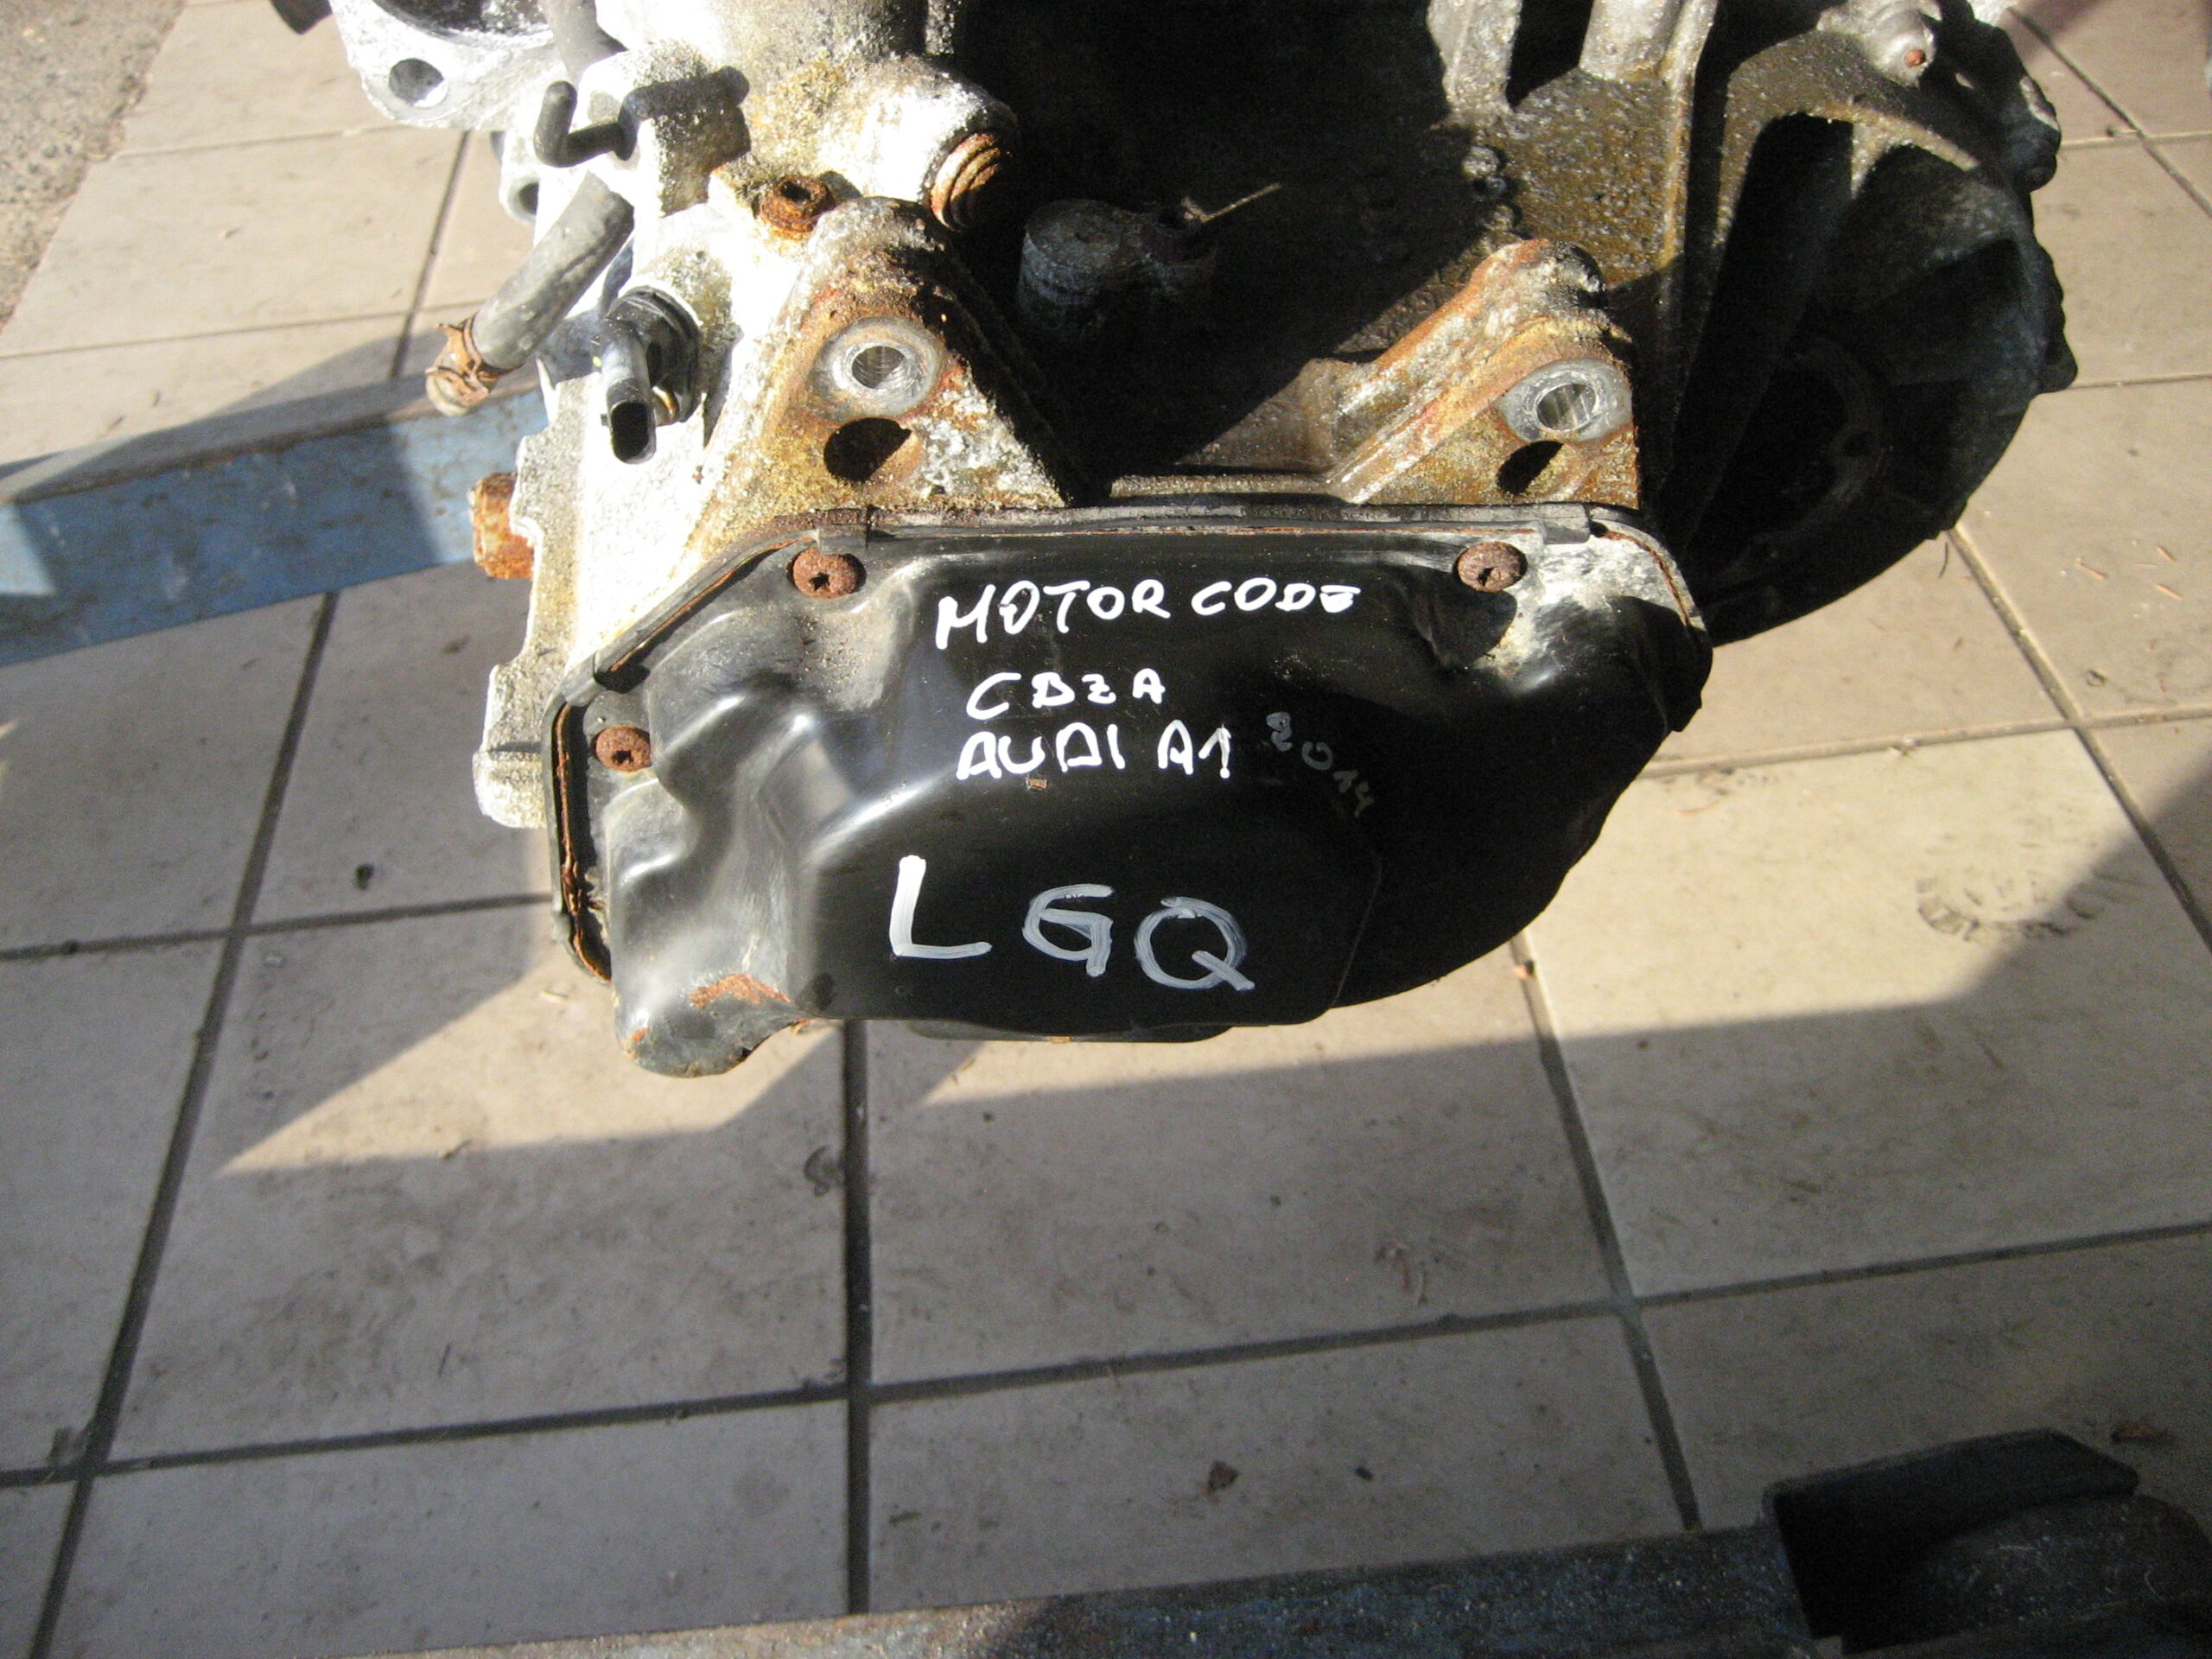 MOTOR CODE
CBZA
AUDI A1 2014
LGQ